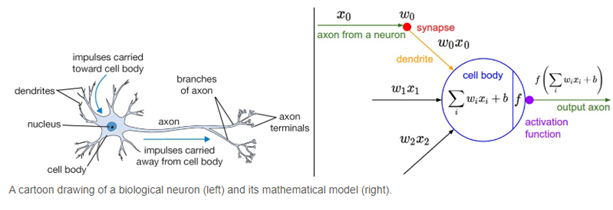 impulses carried
toward cell body
dendrites
nucleus
cell body
axon
impulses carried
away from cell body
branches
of axon
axon
terminals
x₀
w₀
synapse
axon from a neuron
w₀x₀
dendrite
cell body
w₁x₁
∑ᵢ wᵢxᵢ + b
f
f(∑ᵢ wᵢxᵢ + b)
output axon
activation
function
w₂x₂
A cartoon drawing of a biological neuron (left) and its mathematical model (right).